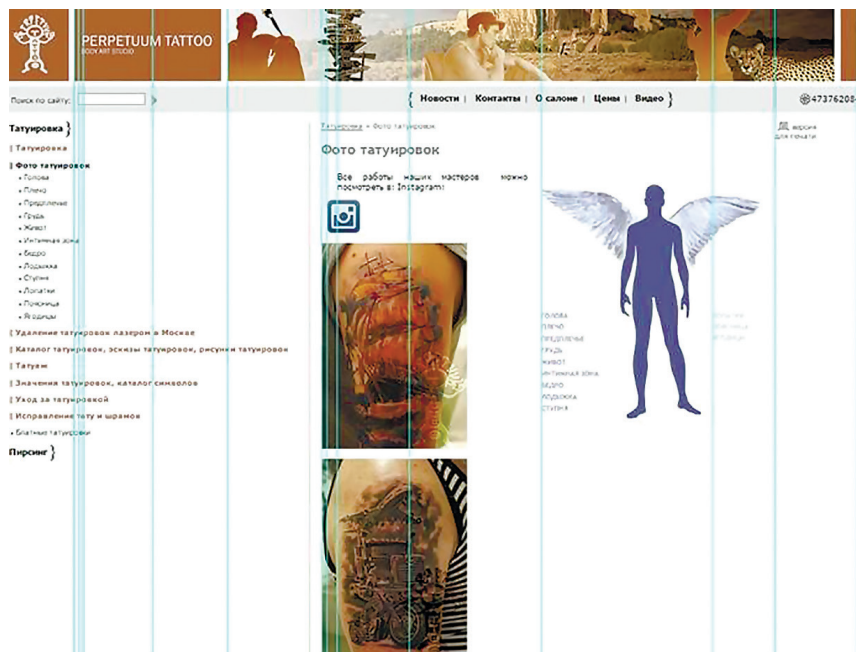 PERPETUUM TATTOO
BODY ART STUDIO
Поиск по сайту:
{ Новости | Контакты | О салоне | Цены | Видео }
47376208
Татуировка }
Татуировка » Фото татуировок
версия
для печати
| Татуировка
Фото татуировок
| Фото татуировок
• Голова
• Плечо
• Предплечье
• Грудь
• Живот
• Интимная зона
• Бедро
• Лодыжка
• Ступня
• Лопатки
• Поясница
• Ягодицы
Все работы наших мастеров можно
посмотреть в: Instagram:
| Удаление татуировок лазером в Москве
| Каталог татуировок, эскизы татуировок, рисунки татуировок
| Татуаж
| Значения татуировок, каталог символов
| Уход за татуировкой
| Исправление тату и шрамов
• Блатные татуировки
Пирсинг }
ГОЛОВА
ПЛЕЧО
ПРЕДПЛЕЧЬЕ
ГРУДЬ
ЖИВОТ
ИНТИМНАЯ ЗОНА
БЕДРО
ЛОДЫЖКА
СТУПНЯ